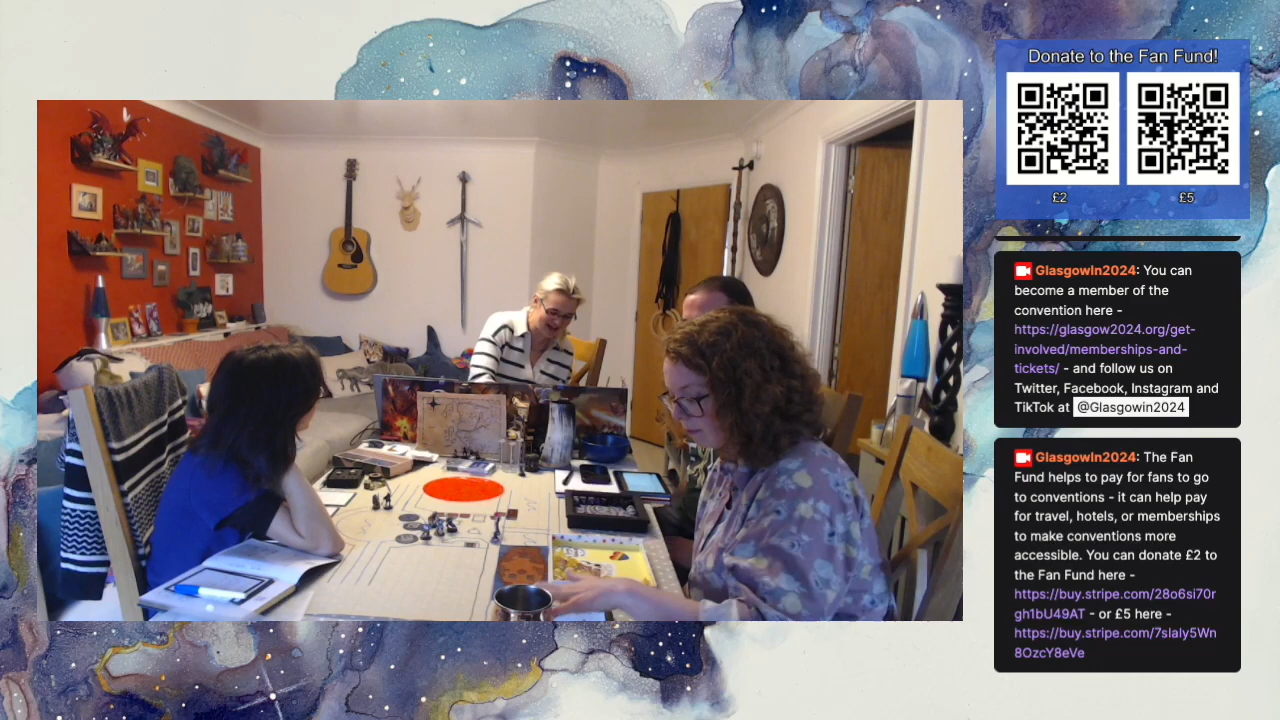 Donate to the Fan Fund!
£2
£5
GlasgowIn2024: You can
become a member of the
convention here -
https://glasgow2024.org/get-
involved/memberships-and-
tickets/ - and follow us on
Twitter, Facebook, Instagram and
TikTok at @Glasgowin2024
GlasgowIn2024: The Fan
Fund helps to pay for fans to go
to conventions - it can help pay
for travel, hotels, or memberships
to make conventions more
accessible. You can donate £2 to
the Fan Fund here -
https://buy.stripe.com/28o6si70r
gh1bU49AT - or £5 here -
https://buy.stripe.com/7sIaIy5Wn
8OzcY8eVe